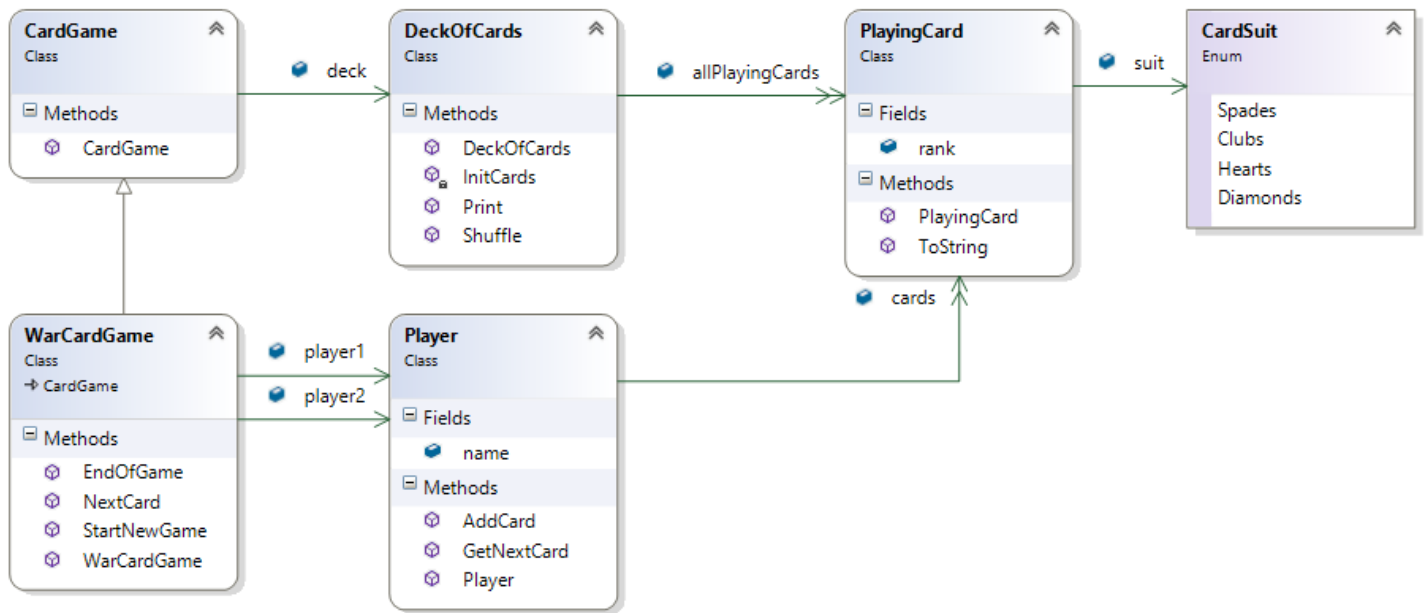 CardGame
Class
Methods
CardGame
deck
DeckOfCards
Class
Methods
DeckOfCards
InitCards
Print
Shuffle
allPlayingCards
PlayingCard
Class
Fields
rank
Methods
PlayingCard
ToString
suit
CardSuit
Enum
Spades
Clubs
Hearts
Diamonds
WarCardGame
Class
CardGame
Methods
EndOfGame
NextCard
StartNewGame
WarCardGame
player1
player2
Player
Class
Fields
name
Methods
AddCard
GetNextCard
Player
cards